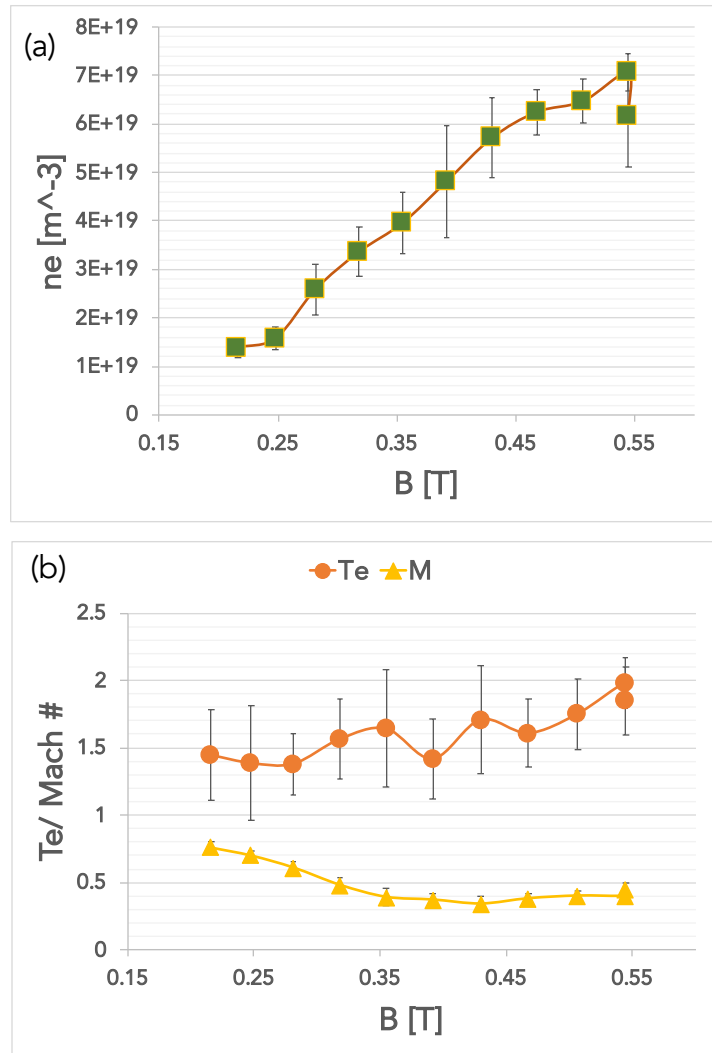 (a)
8E+19
7E+19
6E+19
5E+19
4E+19
3E+19
2E+19
1E+19
0
ne [m^-3]
0.15 0.25 0.35 0.45 0.55
B [T]
(b)
Te M
2.5
2
1.5
1
0.5
0
Te/ Mach #
0.15 0.25 0.35 0.45 0.55
B [T]